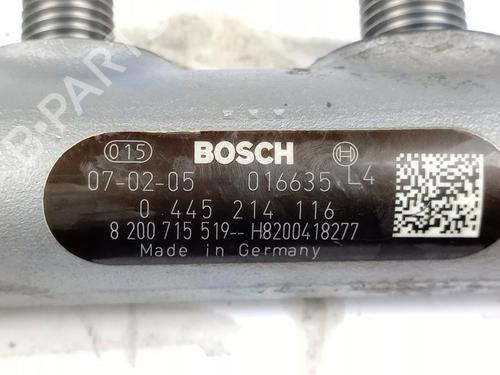 015 BOSCH
07-02-05 016635 L4
0 445 214 116
8 200 715 519-- H8200418277
Made in Germany
B-PARTS